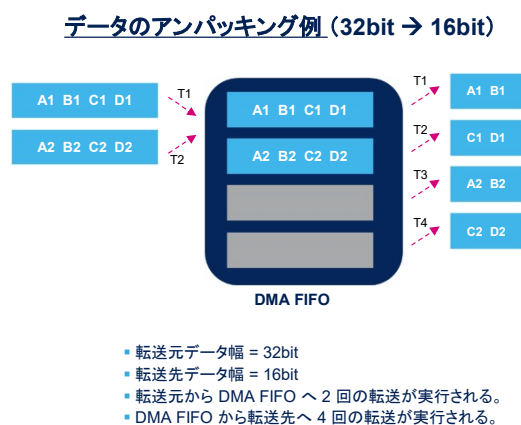 データのアンパッキング例（32bit → 16bit）
A1 B1 C1 D1
A2 B2 C2 D2
T1
T2
A1 B1 C1 D1
A2 B2 C2 D2
DMA FIFO
T1
A1 B1
T2
C1 D1
T3
A2 B2
T4
C2 D2
▪ 転送元データ幅 = 32bit
▪ 転送先データ幅 = 16bit
▪ 転送元から DMA FIFO へ 2 回の転送が実行される。
▪ DMA FIFO から転送先へ 4 回の転送が実行される。